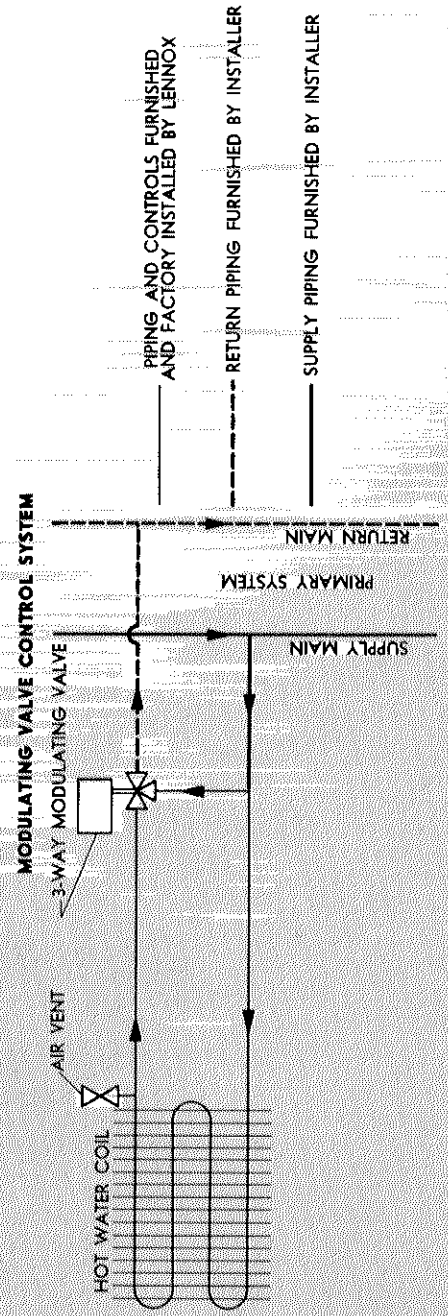 MODULATING VALVE CONTROL SYSTEM
3-WAY MODULATING VALVE
AIR VENT
HOT WATER COIL
SUPPLY MAIN
PRIMARY SYSTEM
RETURN MAIN
PIPING AND CONTROLS FURNISHED
AND FACTORY INSTALLED BY LENNOX
RETURN PIPING FURNISHED BY INSTALLER
SUPPLY PIPING FURNISHED BY INSTALLER